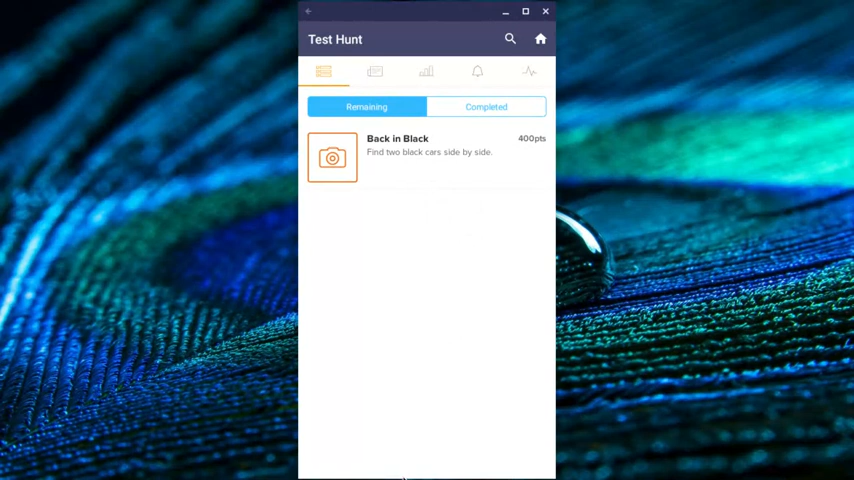 Test Hunt
Remaining
Completed
Back in Black
400pts
Find two black cars side by side.